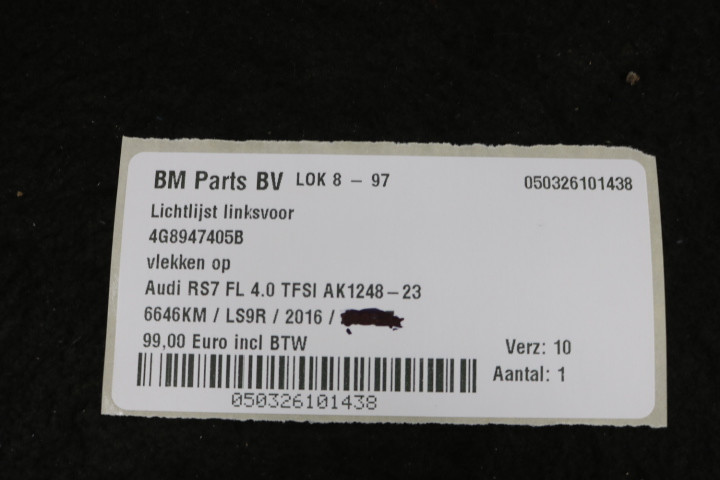 BM Parts BV LOK 8 - 97 050326101438
Lichtlijst linksvoor
4G8947405B
vlekken op
Audi RS7 FL 4.0 TFSI AK1248-23
6646KM / LS9R / 2016 /
99,00 Euro incl BTW Verz: 10
Aantal: 1
050326101438